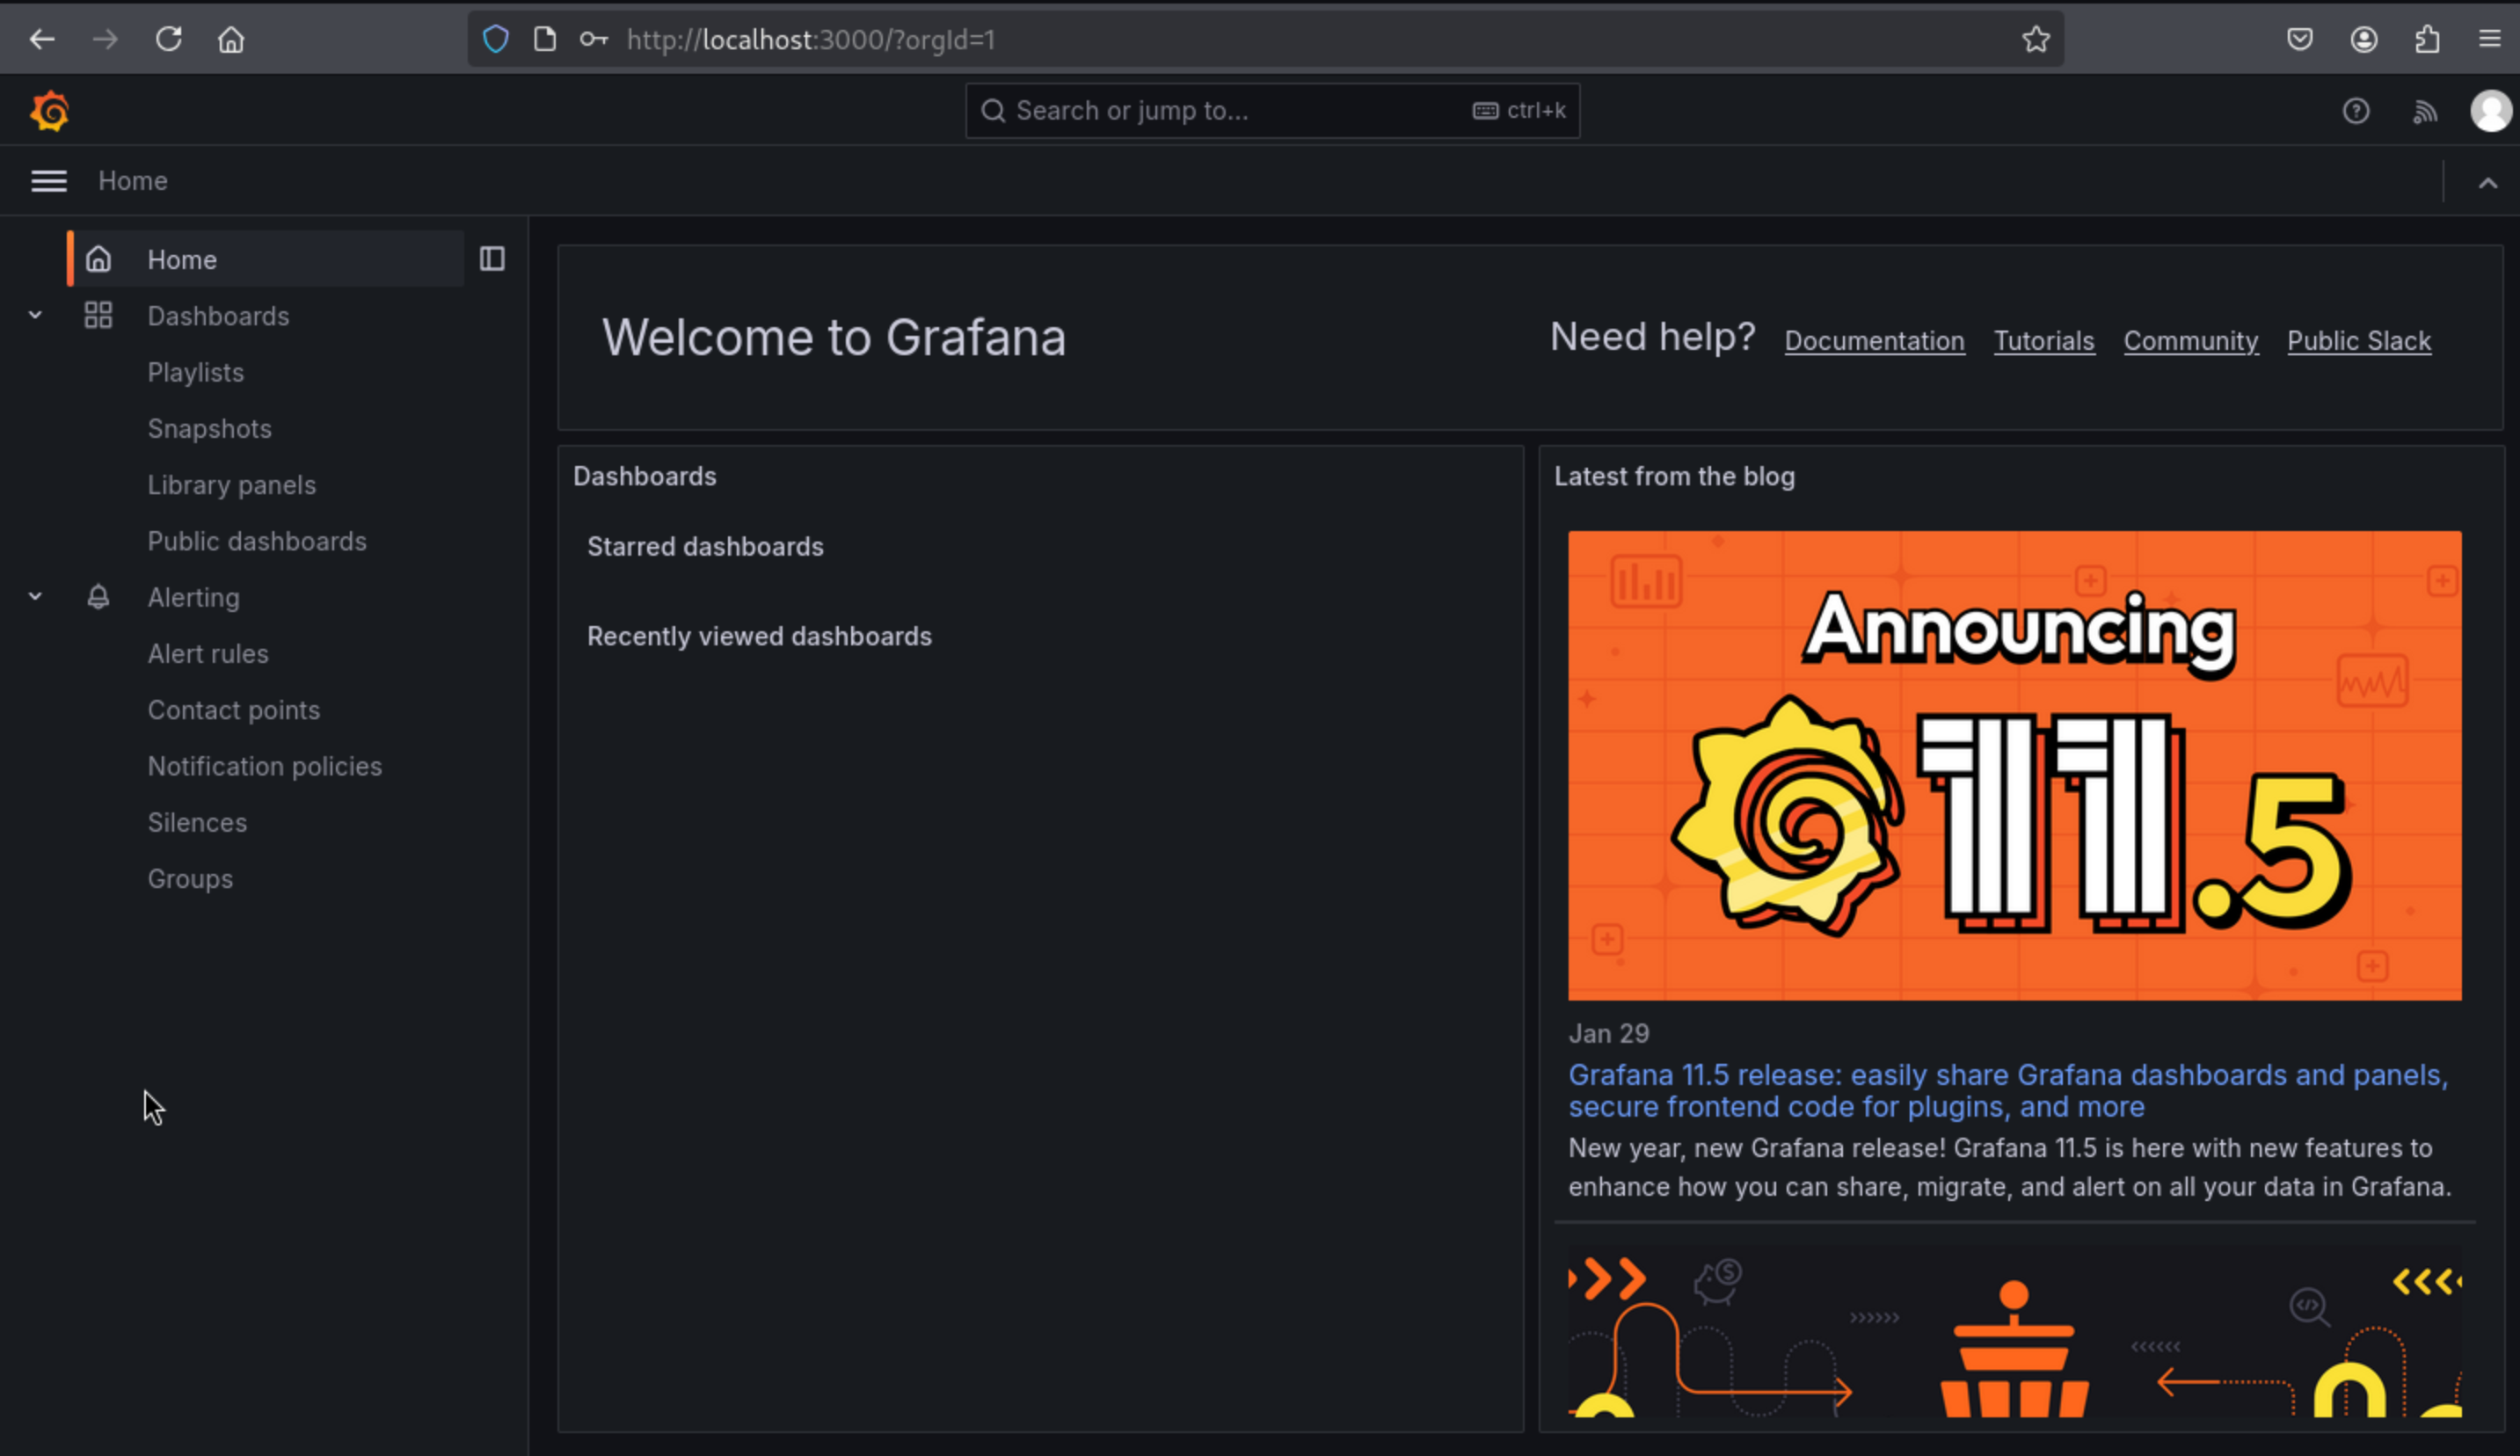 http://localhost:3000/?orgId=1
Search or jump to...
ctrl+k
Home
Home
Dashboards
Playlists
Snapshots
Library panels
Public dashboards
Alerting
Alert rules
Contact points
Notification policies
Silences
Groups
Welcome to Grafana
Need help?
Documentation
Tutorials
Community
Public Slack
Dashboards
Starred dashboards
Recently viewed dashboards
Latest from the blog
Announcing
11.5
Jan 29
Grafana 11.5 release: easily share Grafana dashboards and panels,
secure frontend code for plugins, and more
New year, new Grafana release! Grafana 11.5 is here with new features to
enhance how you can share, migrate, and alert on all your data in Grafana.